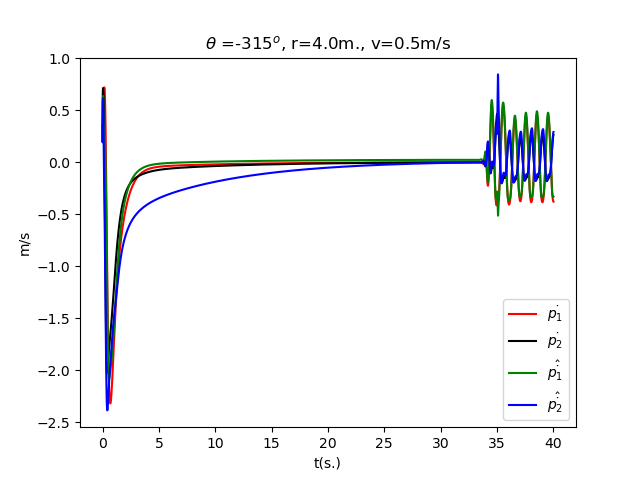 θ =-315°, r=4.0m., v=0.5m/s
1.0
0.5
0.0
−0.5
−1.0
−1.5
−2.0
−2.5
m/s
ṗ₁
ṗ₂
ṗ̂₁
ṗ̂₂
0 5 10 15 20 25 30 35 40
t(s.)